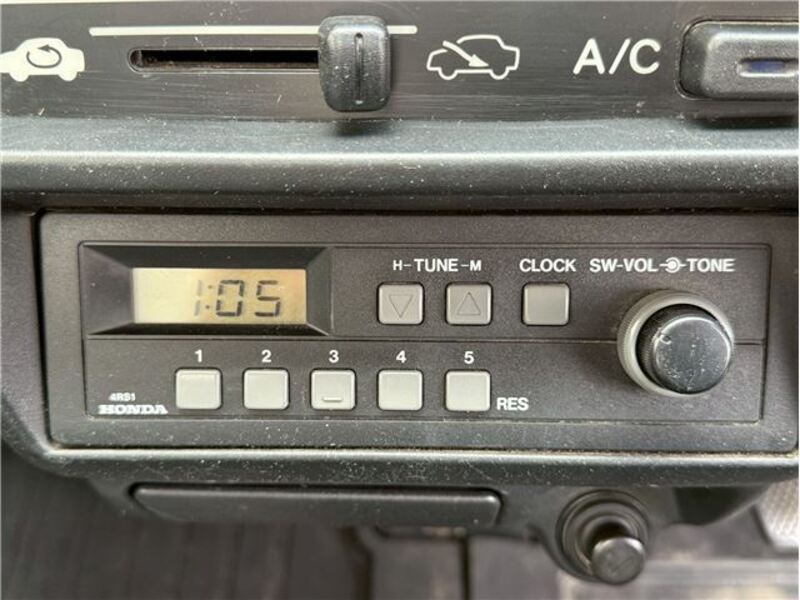 A/C
1:05
H-TUNE-M CLOCK SW-VOL TONE
1 2 3 4 5
4RS1
HONDA
RES